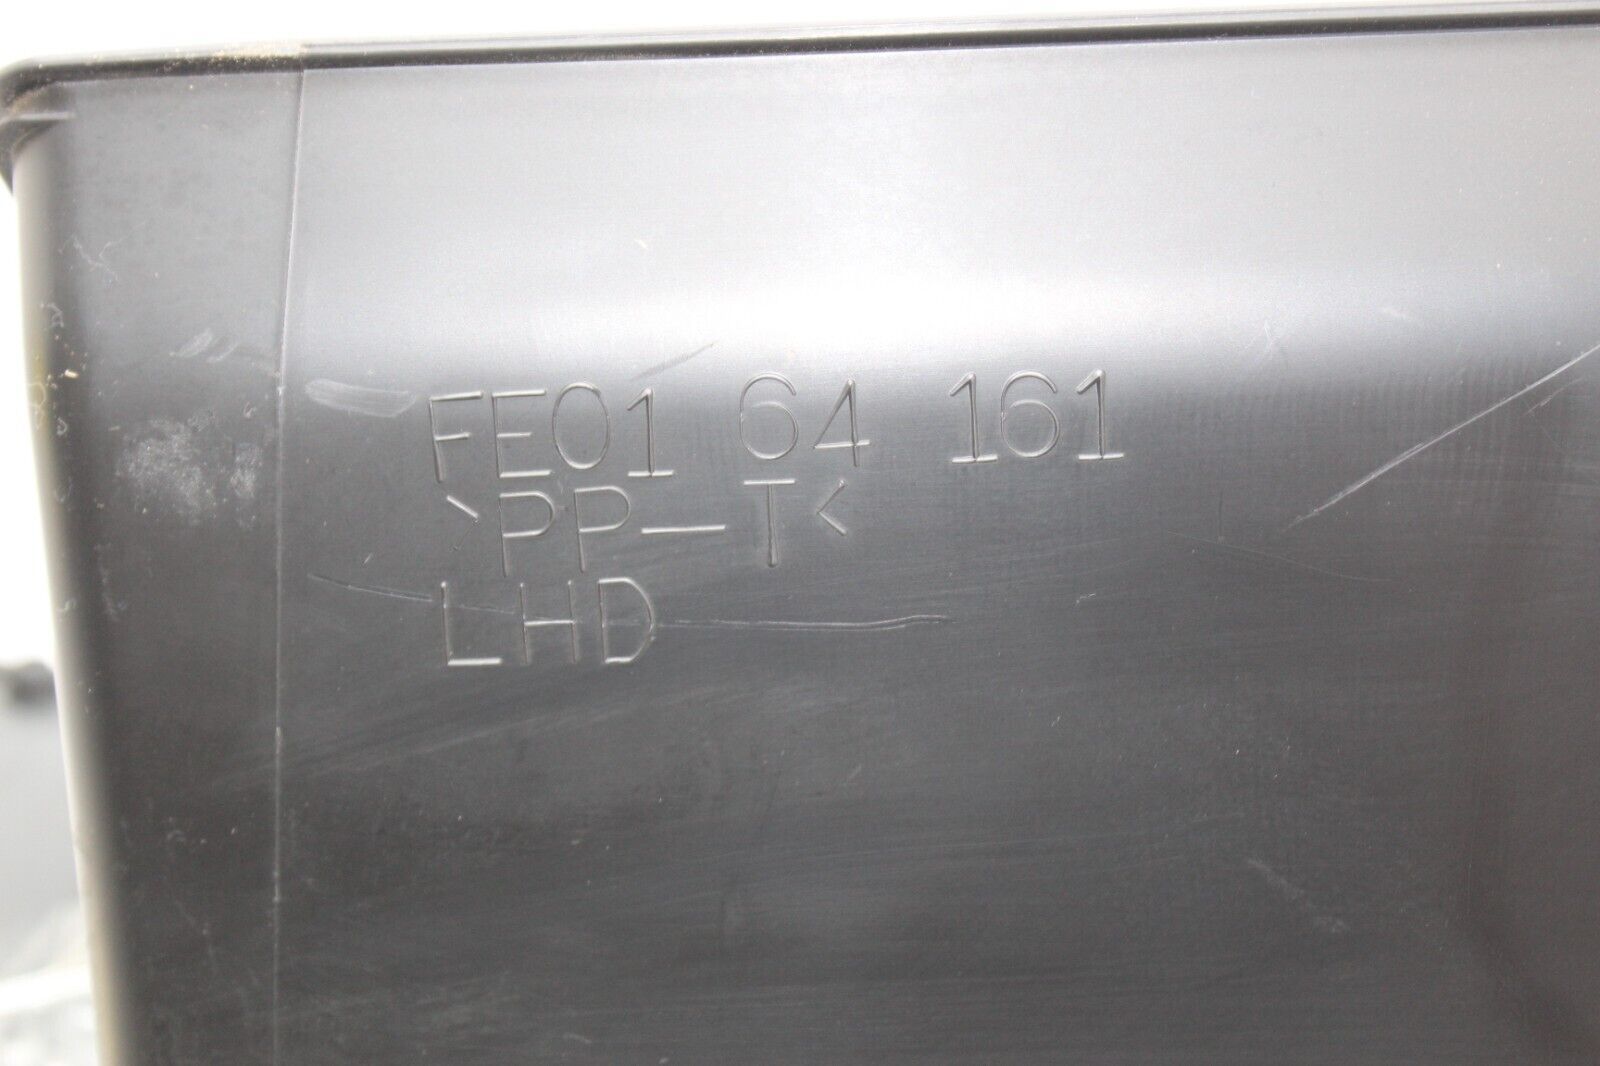 FE01 64 161
`PP-T<
LHD